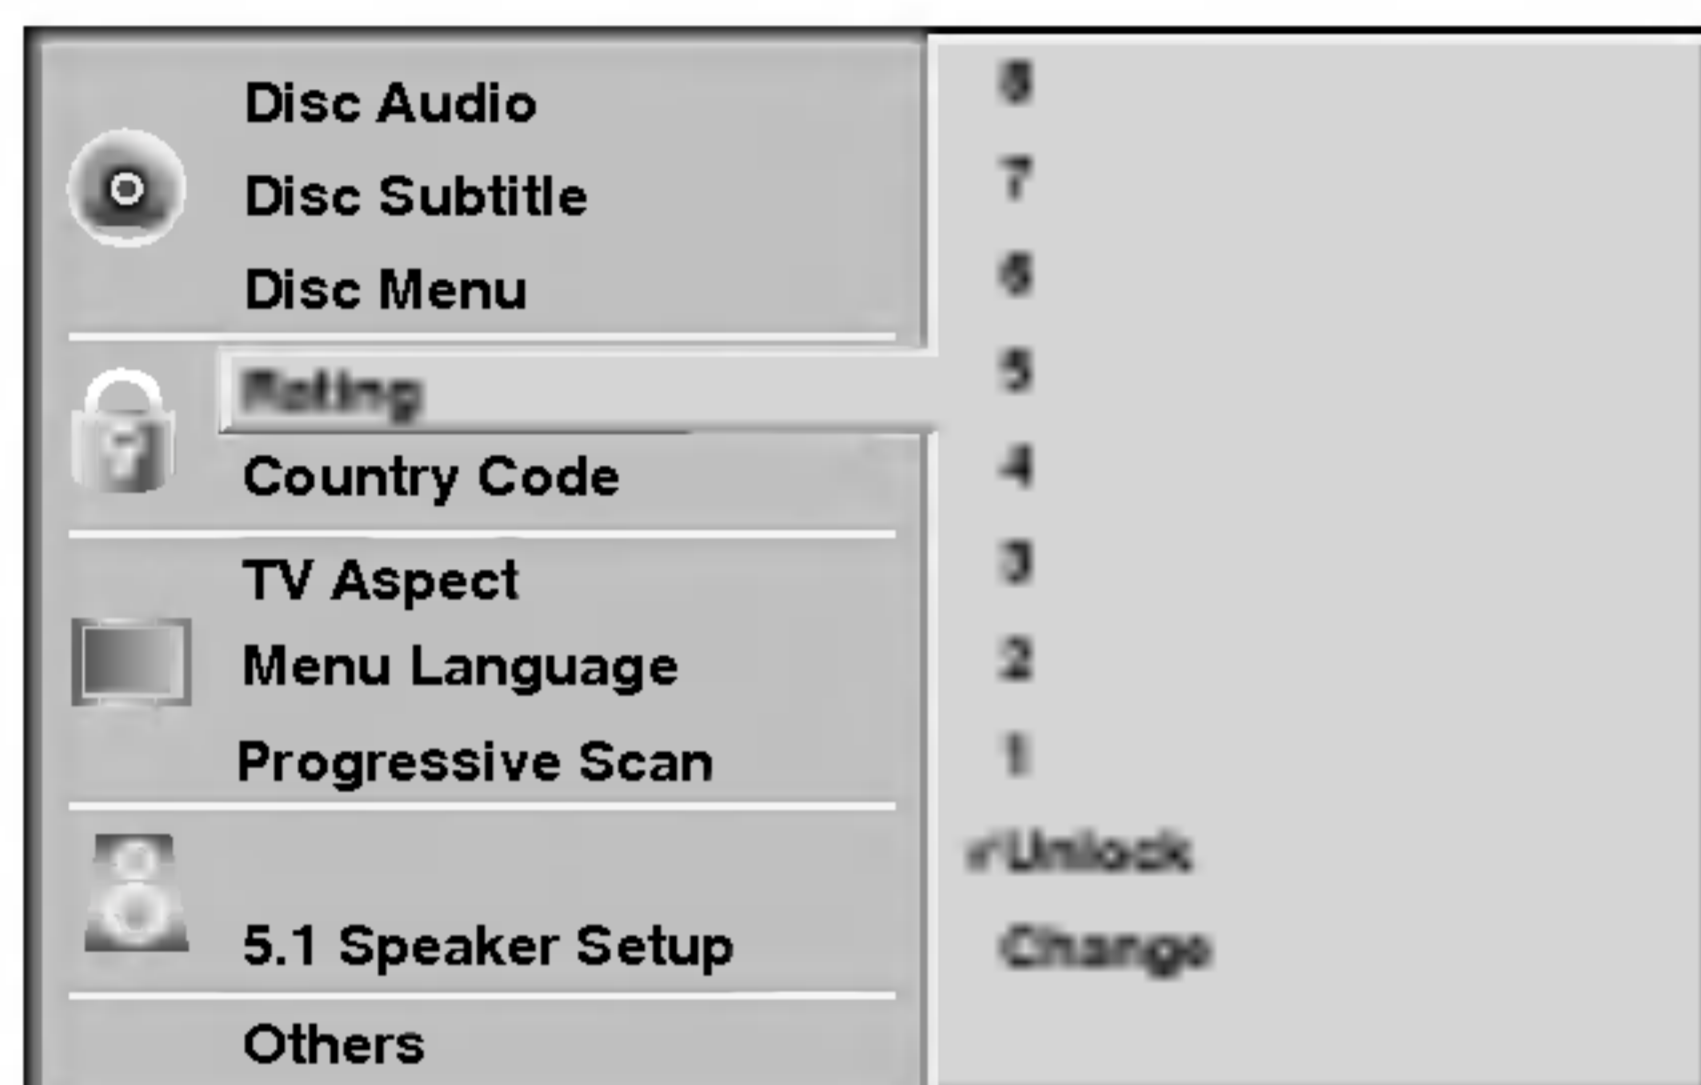 Disc Audio
Disc Subtitle
Disc Menu
Rating
Country Code
TV Aspect
Menu Language
Progressive Scan
5.1 Speaker Setup
Others
8
7
6
5
4
3
2
1
✓Unlock
Change